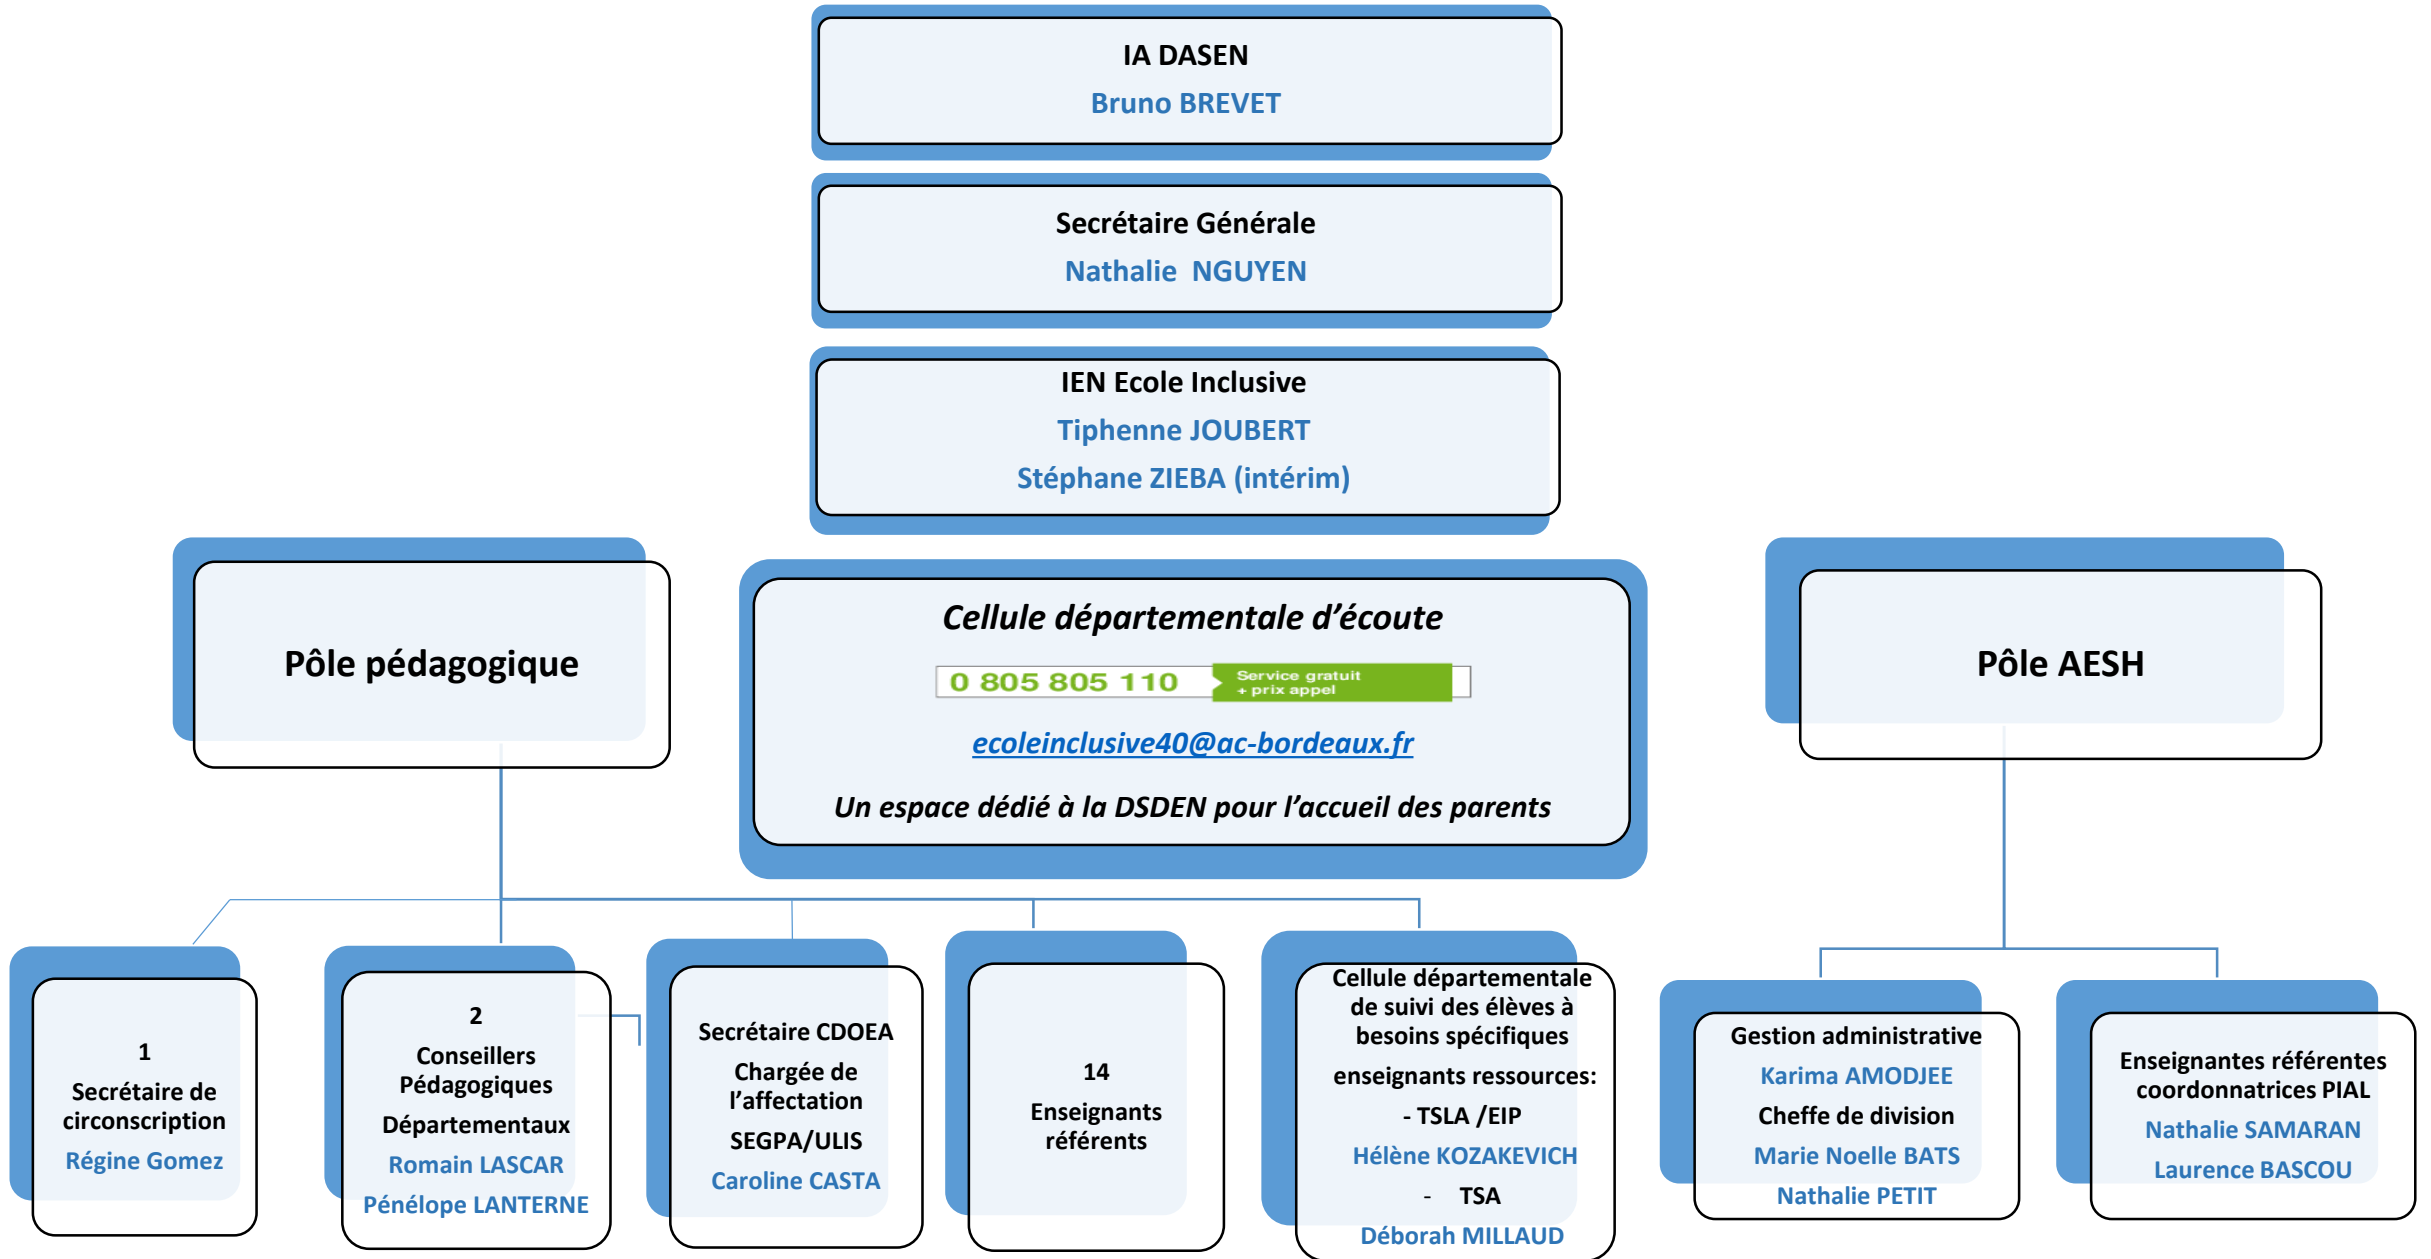 IA DASEN
Bruno BREVET
Secrétaire Générale
Nathalie NGUYEN
IEN Ecole Inclusive
Tiphenne JOUBERT
Stéphane ZIEBA (intérim)
Pôle pédagogique
Cellule départementale d’écoute
0 805 805 110
Service gratuit
+ prix appel
ecoleinclusive40@ac-bordeaux.fr
Un espace dédié à la DSDEN pour l’accueil des parents
Pôle AESH
1
Secrétaire de
circonscription
Régine Gomez
2
Conseillers
Pédagogiques
Départementaux
Romain LASCAR
Pénélope LANTERNE
Secrétaire CDOEA
Chargée de
l’affectation
SEGPA/ULIS
Caroline CASTA
14
Enseignants
référents
Cellule départementale
de suivi des élèves à
besoins spécifiques
enseignants ressources:
- TSLA /EIP
Hélène KOZAKEVICH
- TSA
Déborah MILLAUD
Gestion administrative
Karima AMODJEE
Cheffe de division
Marie Noelle BATS
Nathalie PETIT
Enseignantes référentes
coordonnatrices PIAL
Nathalie SAMARAN
Laurence BASCOU